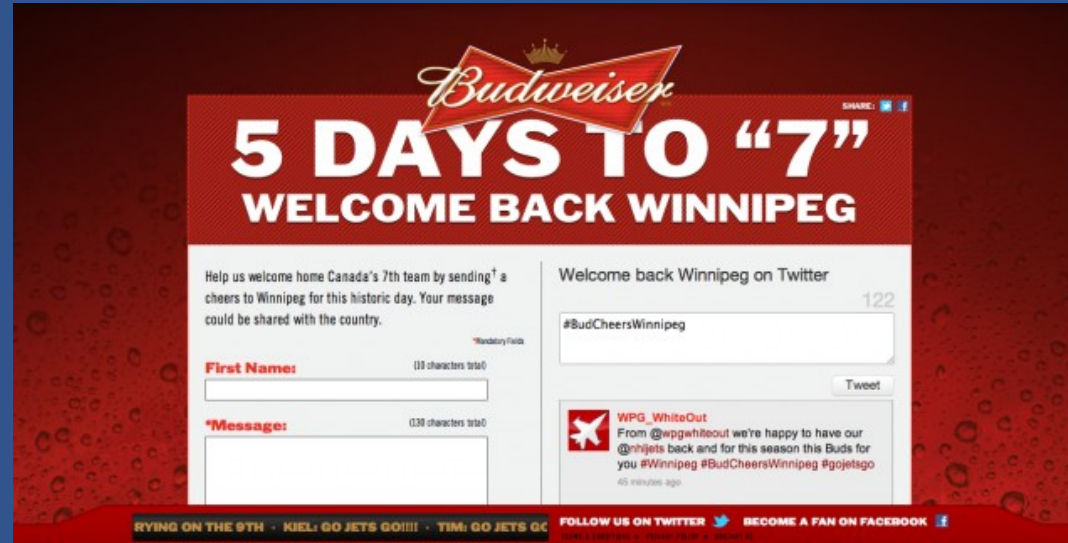 Budweiser
SHARE:
5 DAYS TO “7”
WELCOME BACK WINNIPEG
Help us welcome home Canada's 7th team by sending† a
cheers to Winnipeg for this historic day. Your message
could be shared with the country.
*Mandatory Fields
First Name:
(10 characters total)
*Message:
(130 characters total)
Welcome back Winnipeg on Twitter
122
#BudCheersWinnipeg
Tweet
WPG_WhiteOut
From @wpgwhiteout we're happy to have our
@nhljets back and for this season this Buds for
you #Winnipeg #BudCheersWinnipeg #gojetsgo
45 minutes ago
RYING ON THE 9TH · KIEL: GO JETS GO!!!! · TIM: GO JETS GO
FOLLOW US ON TWITTER
BECOME A FAN ON FACEBOOK